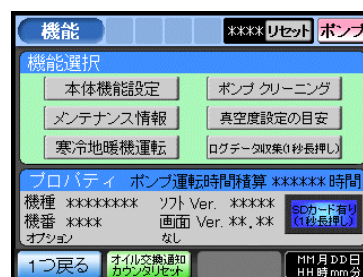 機能 **** リセット ポンプ
機能選択
本体機能設定 ポンプ クリーニング
メンテナンス情報 真空度設定の目安
寒冷地暖機運転 ログデータ収集(1秒長押し)
プロパティ ポンプ運転時間積算 ****** 時間
機種 ******** ソフト Ver. *****
機番 **** 画面 Ver. **.**
オプション なし
SDカード有り
(1秒長押し)
1つ戻る
オイル交換通知
カウンタリセット
MM月DD日
HH時mm分